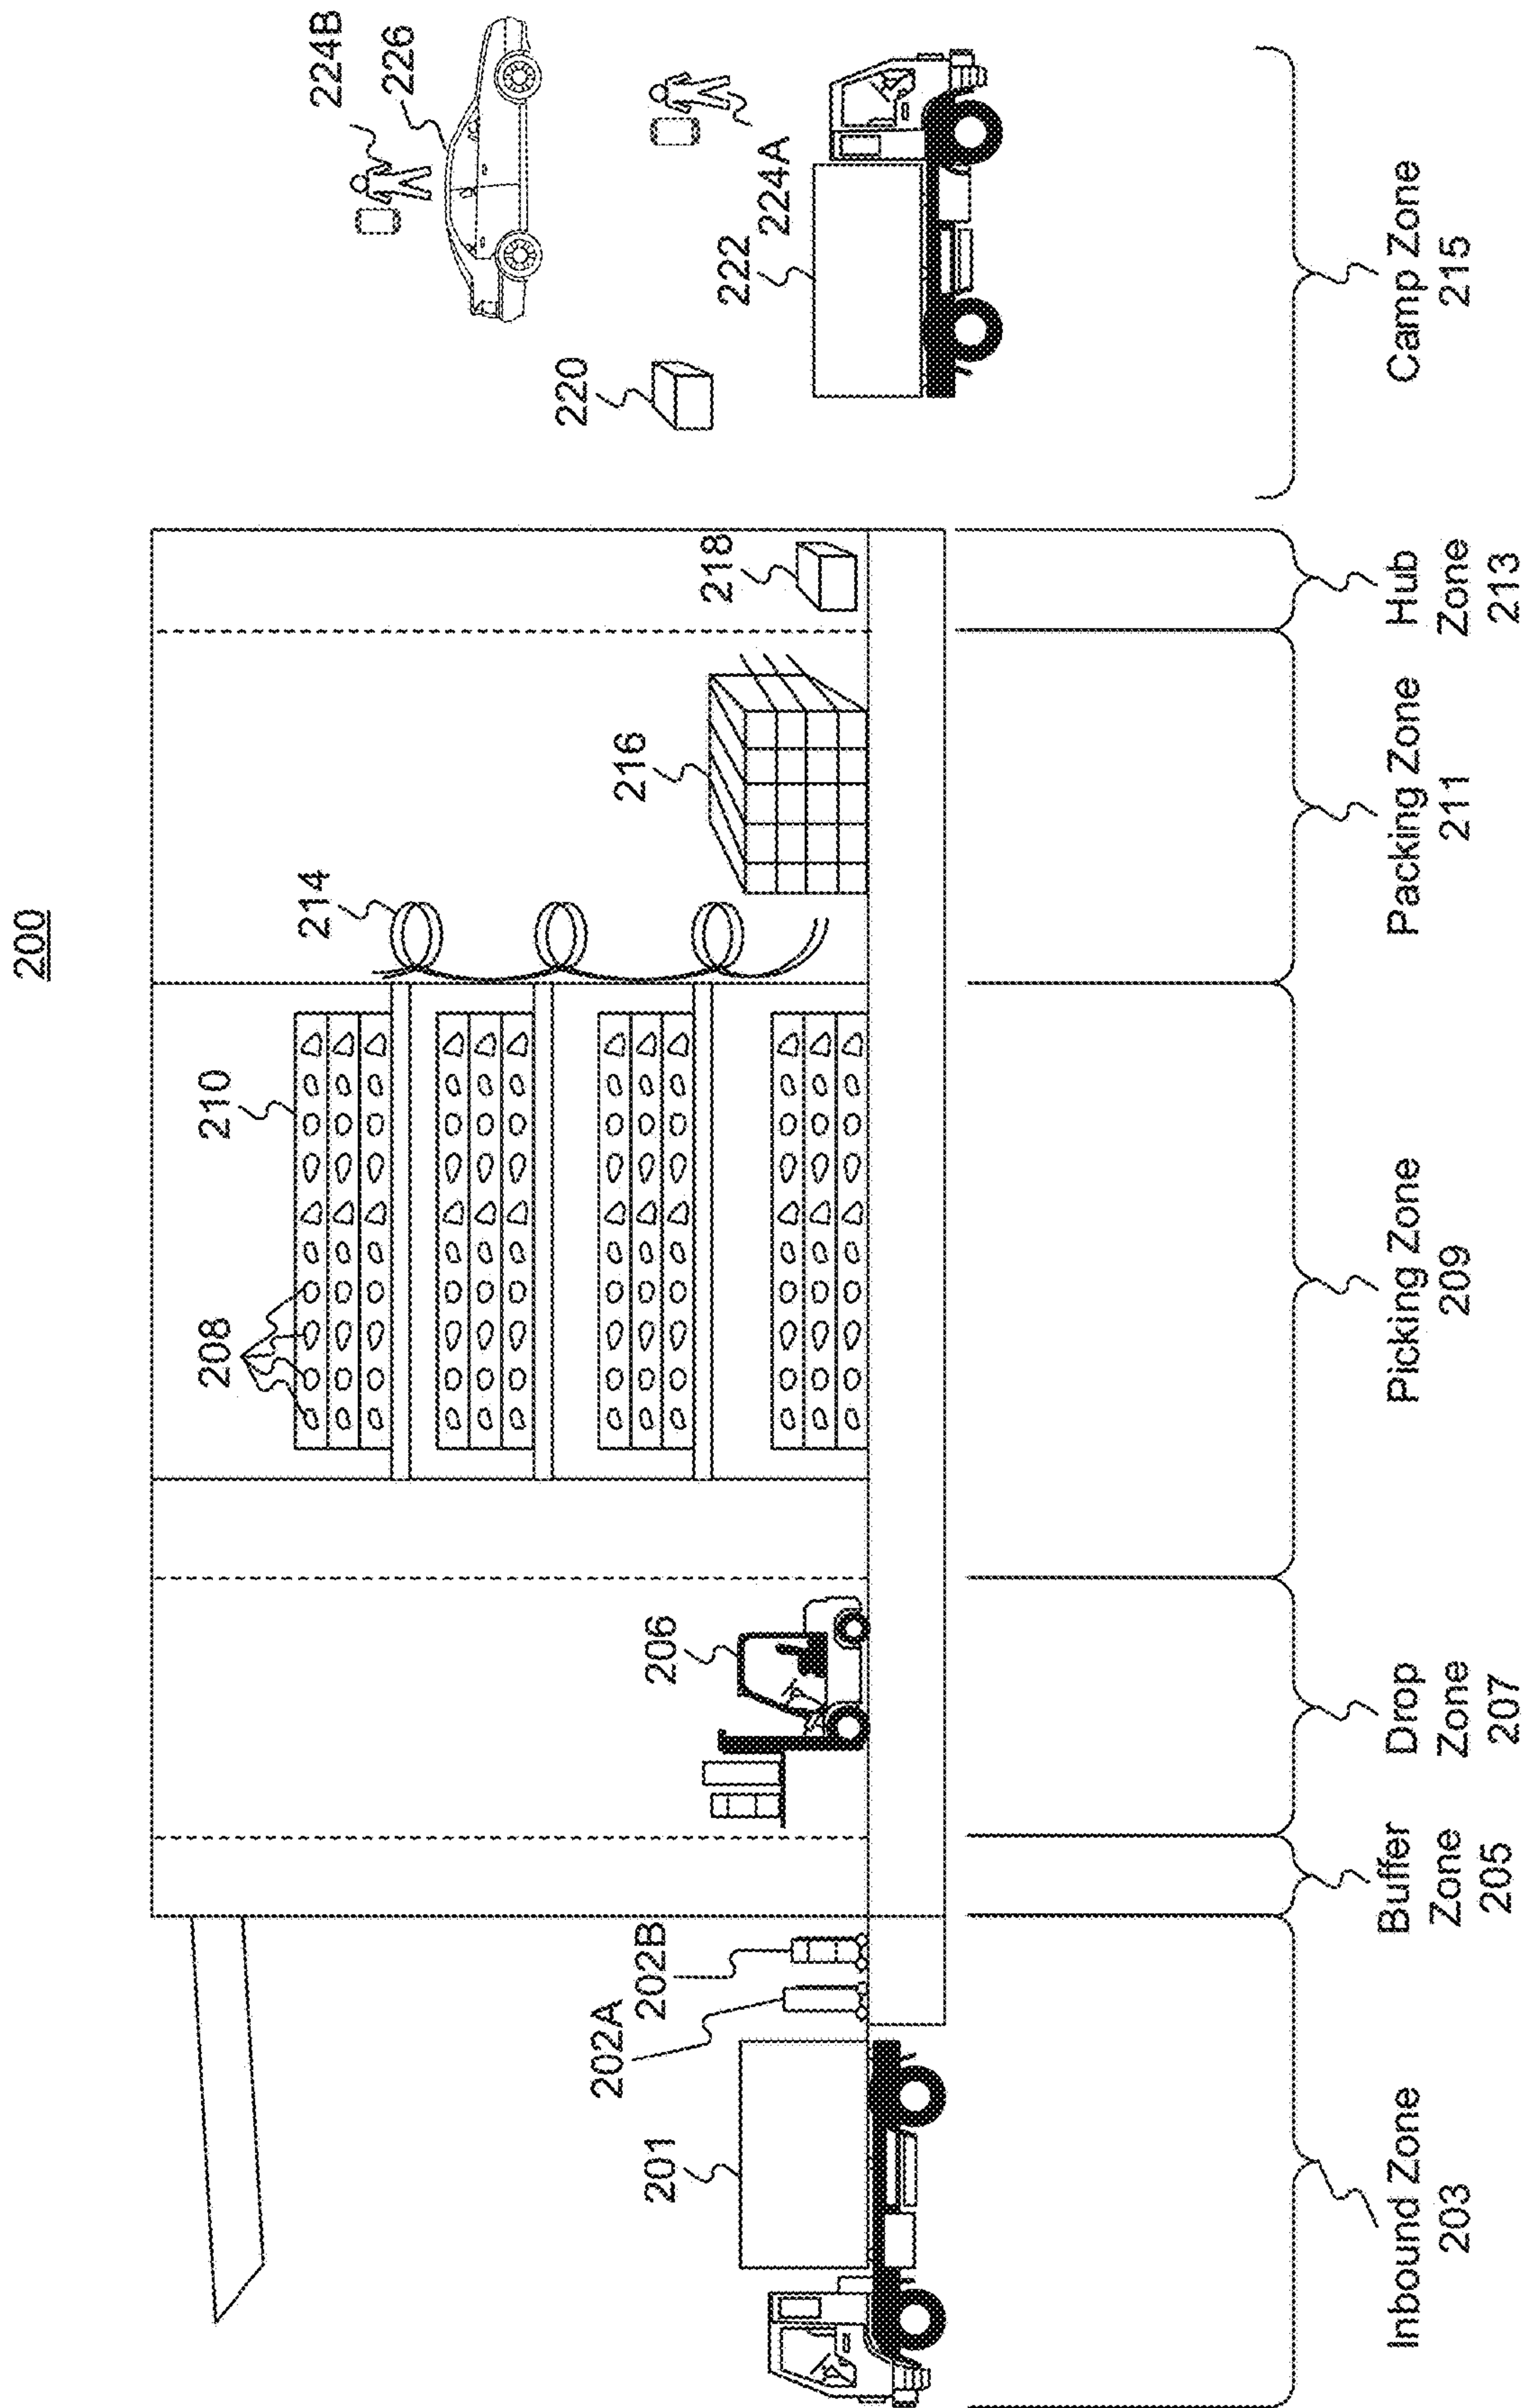 200
224B
226
224A
222
220
218
216
214
210
208
206
202B
202A
201
Inbound Zone
203
Buffer
Zone
205
Drop
Zone
207
Picking Zone
209
Packing Zone
211
Hub
Zone
213
Camp Zone
215